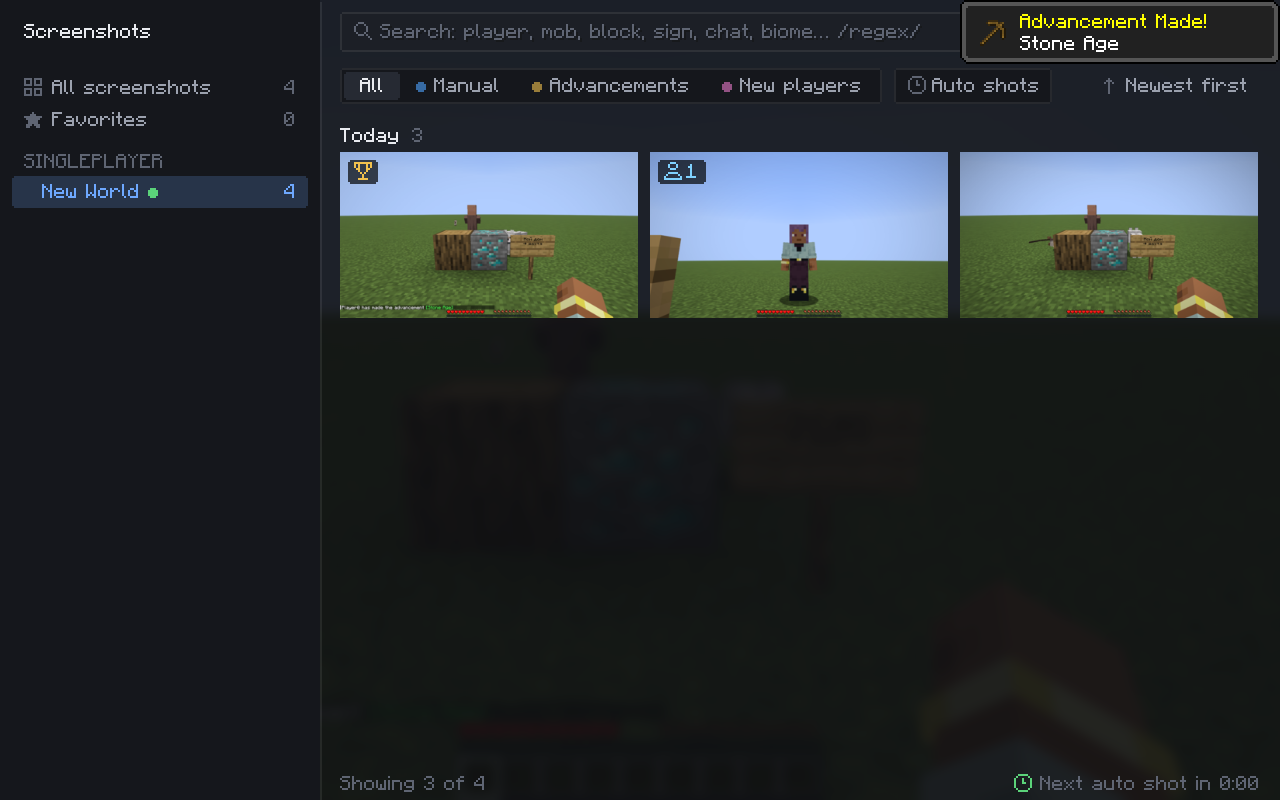 Screenshots
Search: player, mob, block, sign, chat, biome... /regex/
Advancement Made!
Stone Age
All screenshots 4
Favorites 0
SINGLEPLAYER
New World 4
All Manual Advancements New players Auto shots Newest first
Today 3
1
Showing 3 of 4
Next auto shot in 0:00